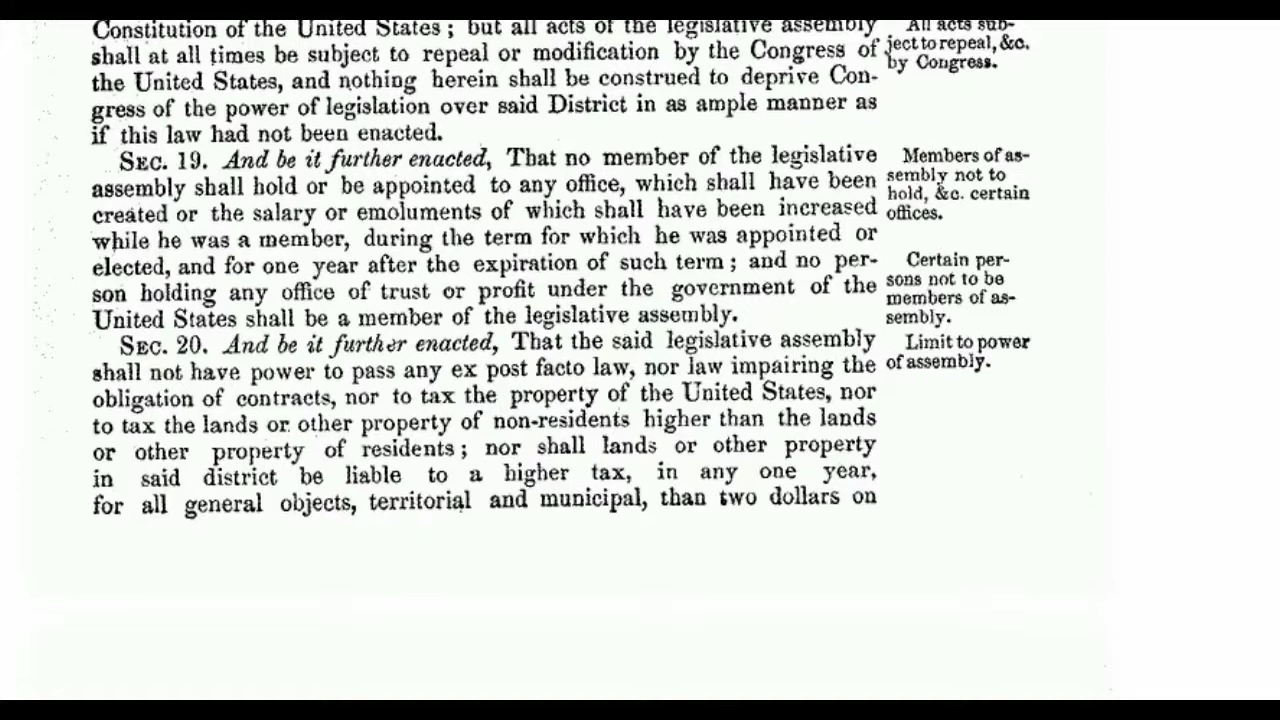 Constitution of the United States; but all acts of the legislative assembly
shall at all times be subject to repeal or modification by the Congress of
the United States, and nothing herein shall be construed to deprive Con-
gress of the power of legislation over said District in as ample manner as
if this law had not been enacted.
SEC. 19. And be it further enacted, That no member of the legislative
assembly shall hold or be appointed to any office, which shall have been
created or the salary or emoluments of which shall have been increased
while he was a member, during the term for which he was appointed or
elected, and for one year after the expiration of such term; and no per-
son holding any office of trust or profit under the government of the
United States shall be a member of the legislative assembly.
SEC. 20. And be it further enacted, That the said legislative assembly
shall not have power to pass any ex post facto law, nor law impairing the
obligation of contracts, nor to tax the property of the United States, nor
to tax the lands or other property of non-residents higher than the lands
or other property of residents; nor shall lands or other property
in said district be liable to a higher tax, in any one year,
for all general objects, territorial and municipal, than two dollars on
All acts sub-
ject to repeal, &c.
by Congress.
Members of as-
sembly not to
hold, &c. certain
offices.
Certain per-
sons not to be
members of as-
sembly.
Limit to power
of assembly.